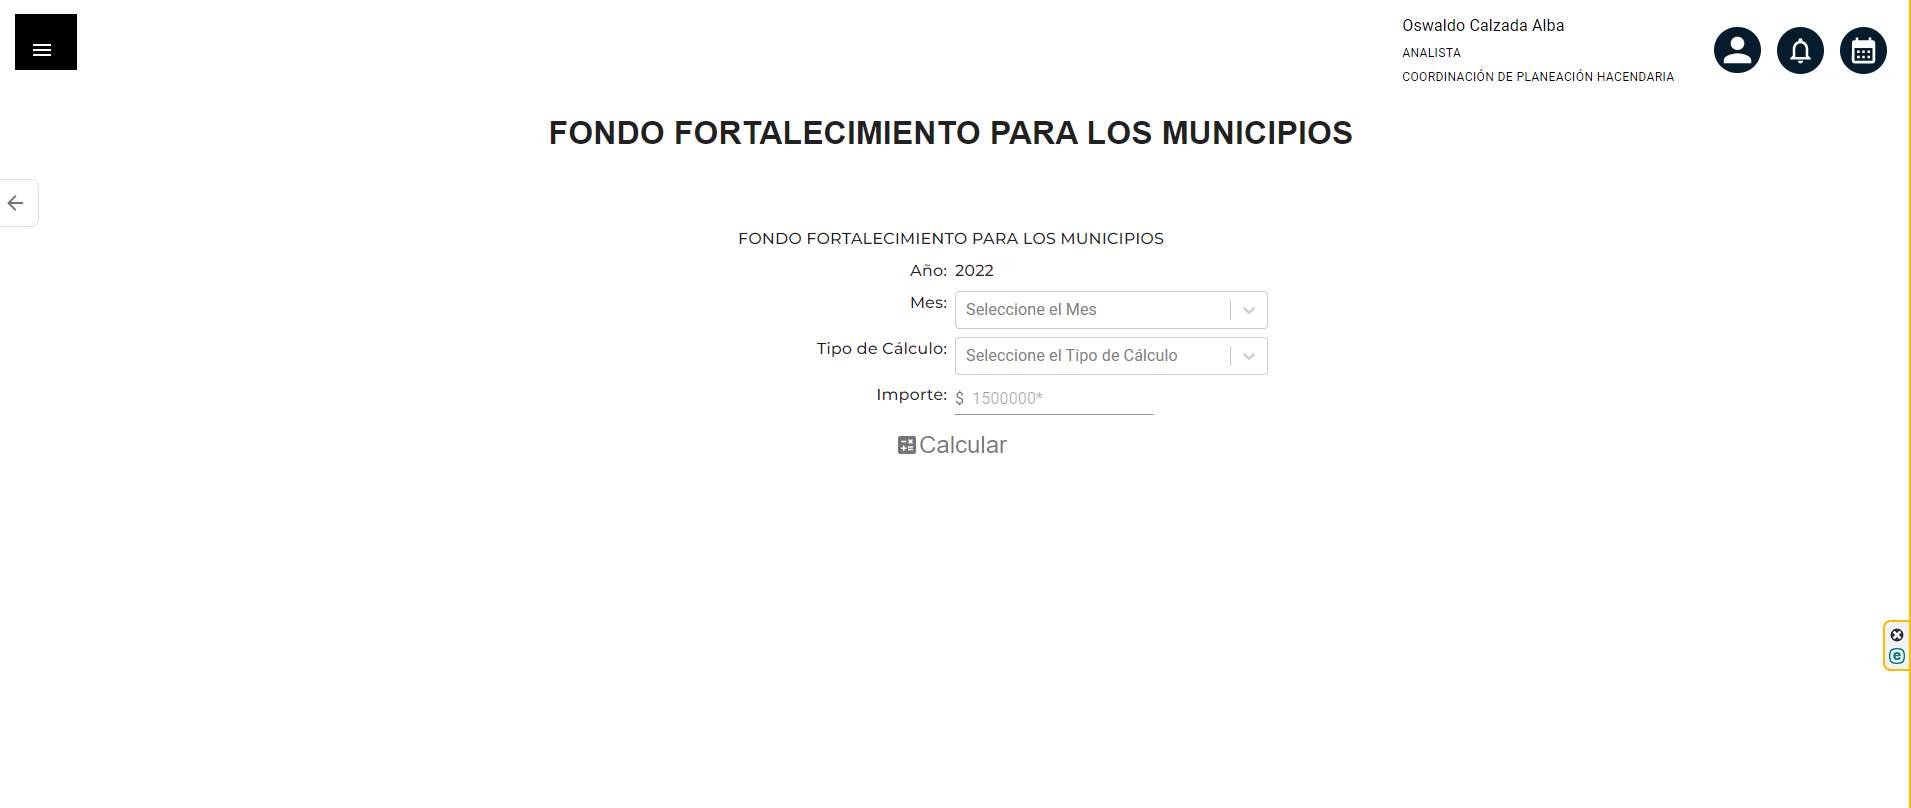 Oswaldo Calzada Alba
ANALISTA
COORDINACIÓN DE PLANEACIÓN HACENDARIA
FONDO FORTALECIMIENTO PARA LOS MUNICIPIOS
FONDO FORTALECIMIENTO PARA LOS MUNICIPIOS
Año: 2022
Mes: Seleccione el Mes
Tipo de Cálculo: Seleccione el Tipo de Cálculo
Importe: $ 1500000*
Calcular
e